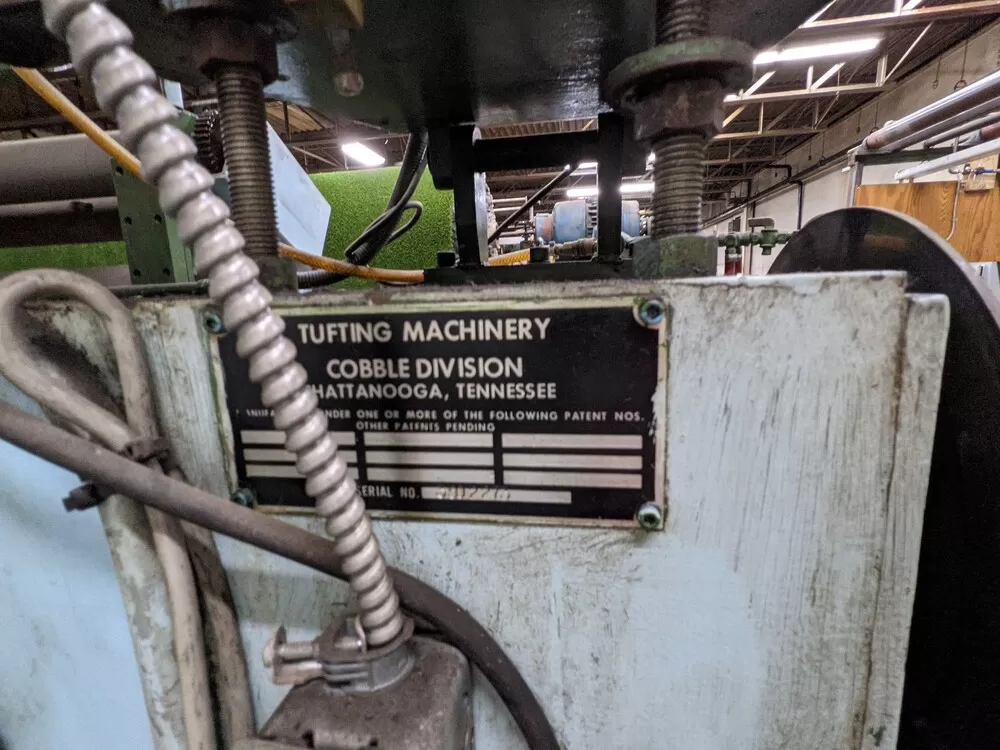 TUFTING MACHINERY
COBBLE DIVISION
HATTANOOGA, TENNESSEE
ONE OR MORE OF THE FOLLOWING PATENT NOS.
OTHER PATENTS PENDING
SERIAL NO.